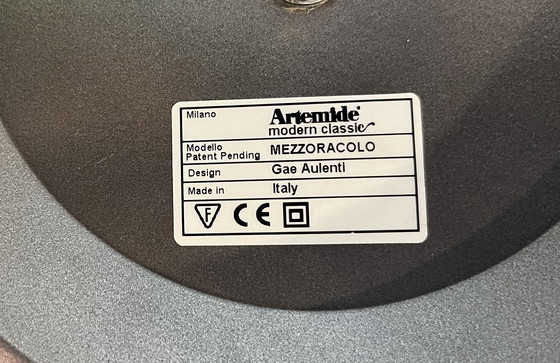 Milano Artemide®
modern classic
Modello
Patent Pending MEZZORACOLO
Design Gae Aulenti
Made in Italy
F CE